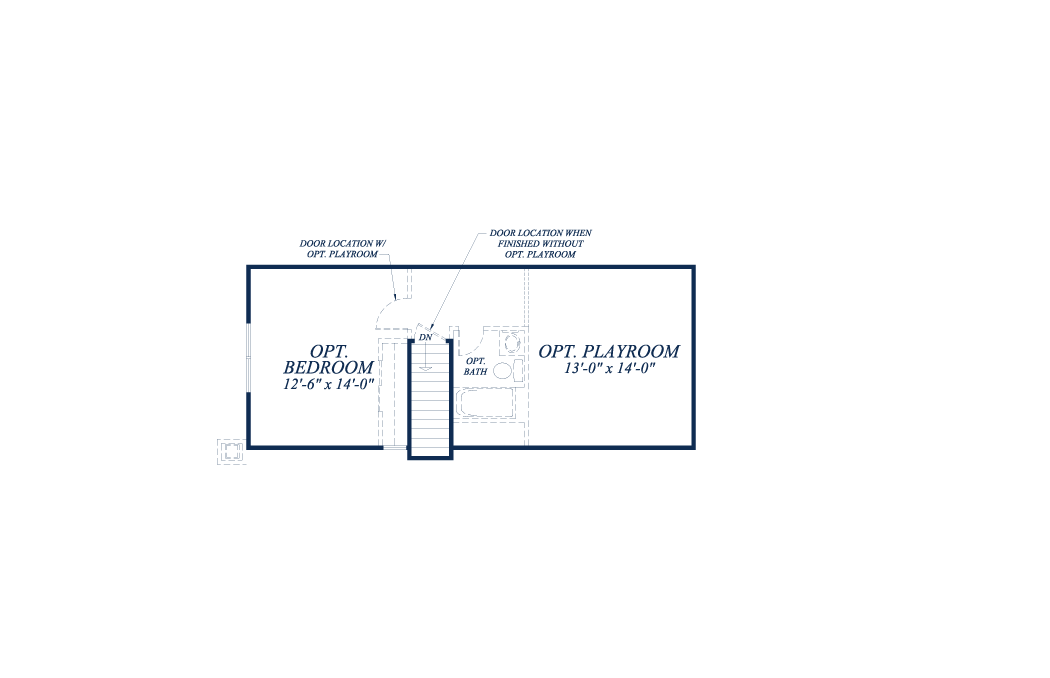 DOOR LOCATION WHEN
FINISHED WITHOUT
OPT. PLAYROOM
DOOR LOCATION W/
OPT. PLAYROOM
DN
OPT.
BEDROOM
12'-6" x 14'-0"
OPT.
BATH
OPT. PLAYROOM
13'-0" x 14'-0"